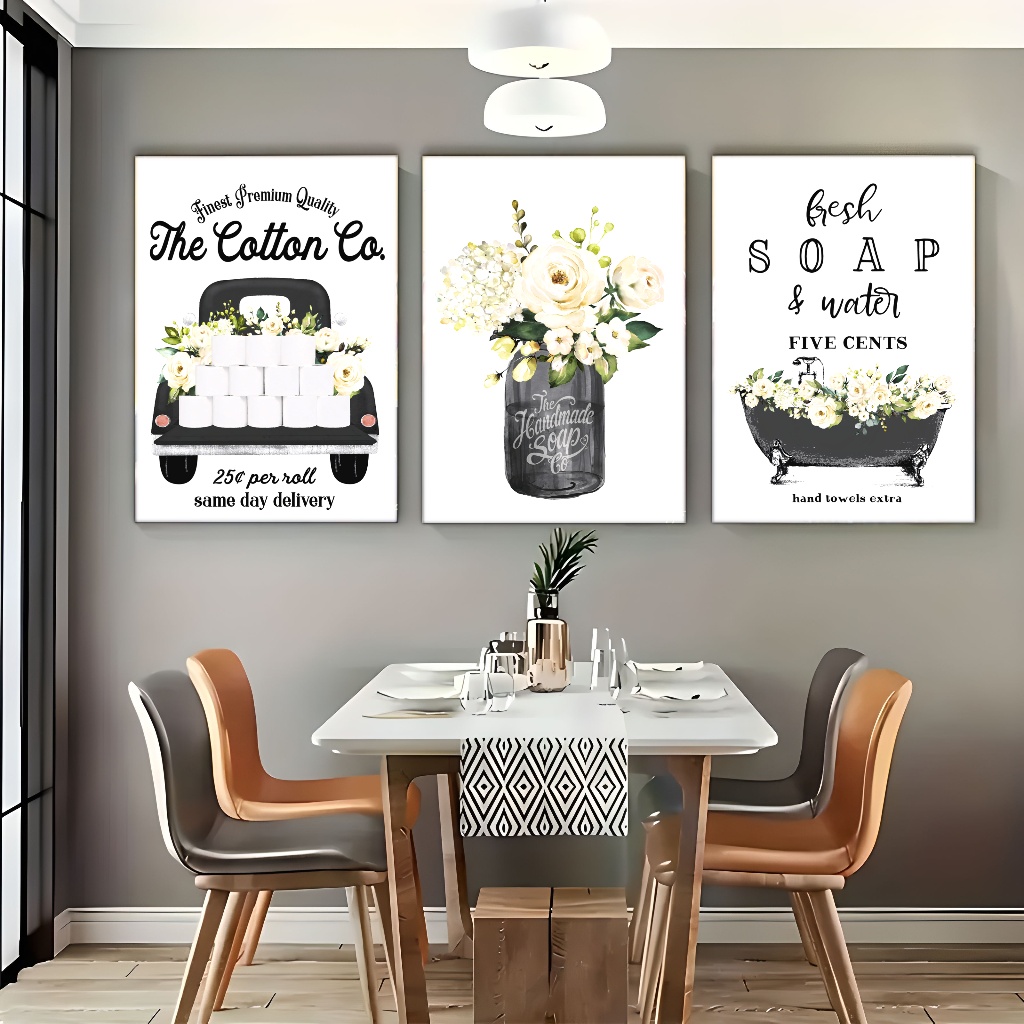 Finest Premium Quality
The Cotton Co.
25¢ per roll
same day delivery
The
Handmade
Soap
Co
fresh
SOAP
& water
FIVE CENTS
hand towels extra